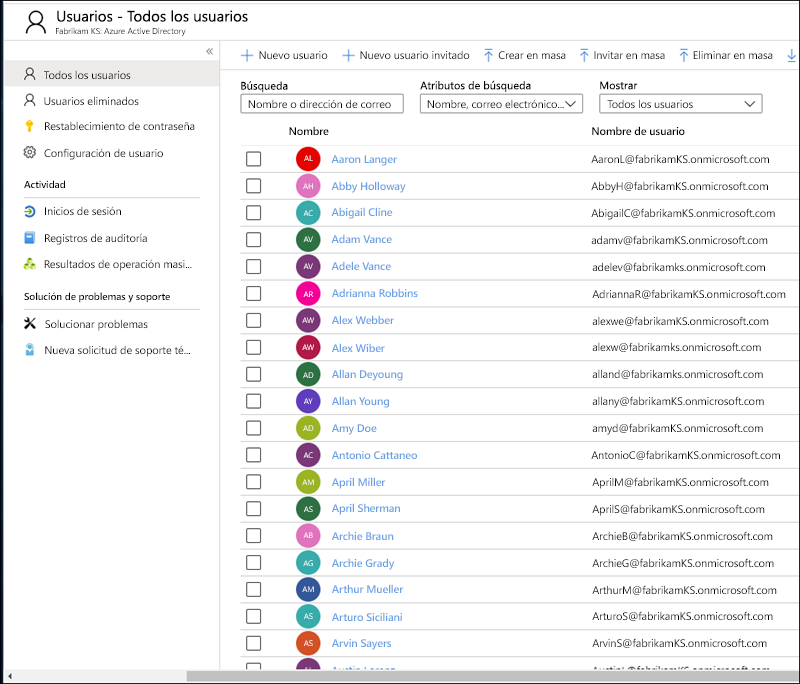 Usuarios - Todos los usuarios
Fabrikam KS: Azure Active Directory
«
Todos los usuarios
Usuarios eliminados
Restablecimiento de contraseña
Configuración de usuario
Actividad
Inicios de sesión
Registros de auditoría
Resultados de operación masi...
Solución de problemas y soporte
Solucionar problemas
Nueva solicitud de soporte té...
Nuevo usuario Nuevo usuario invitado Crear en masa Invitar en masa Eliminar en masa
Búsqueda Atributos de búsqueda Mostrar
Nombre o dirección de correo Nombre, correo electrónico... Todos los usuarios
Nombre Nombre de usuario
AL Aaron Langer AaronL@fabrikamKS.onmicrosoft.com
AH Abby Holloway AbbyH@fabrikamKS.onmicrosoft.com
AC Abigail Cline AbigailC@fabrikamKS.onmicrosoft.com
AV Adam Vance adamv@fabrikamKS.onmicrosoft.com
AV Adele Vance adelev@fabrikamks.onmicrosoft.com
AR Adrianna Robbins AdriannaR@fabrikamKS.onmicrosoft.com
AW Alex Webber alexwe@fabrikamKS.onmicrosoft.com
AW Alex Wiber alexw@fabrikamks.onmicrosoft.com
AD Allan Deyoung alland@fabrikamks.onmicrosoft.com
AY Allan Young allany@fabrikamKS.onmicrosoft.com
AD Amy Doe amyd@fabrikamKS.onmicrosoft.com
AC Antonio Cattaneo AntonioC@fabrikamKS.onmicrosoft.com
AM April Miller AprilM@fabrikamKS.onmicrosoft.com
AS April Sherman AprilS@fabrikamKS.onmicrosoft.com
AB Archie Braun ArchieB@fabrikamKS.onmicrosoft.com
AG Archie Grady ArchieG@fabrikamKS.onmicrosoft.com
AM Arthur Mueller ArthurM@fabrikamKS.onmicrosoft.com
AS Arturo Siciliani ArturoS@fabrikamKS.onmicrosoft.com
AS Arvin Sayers ArvinS@fabrikamKS.onmicrosoft.com